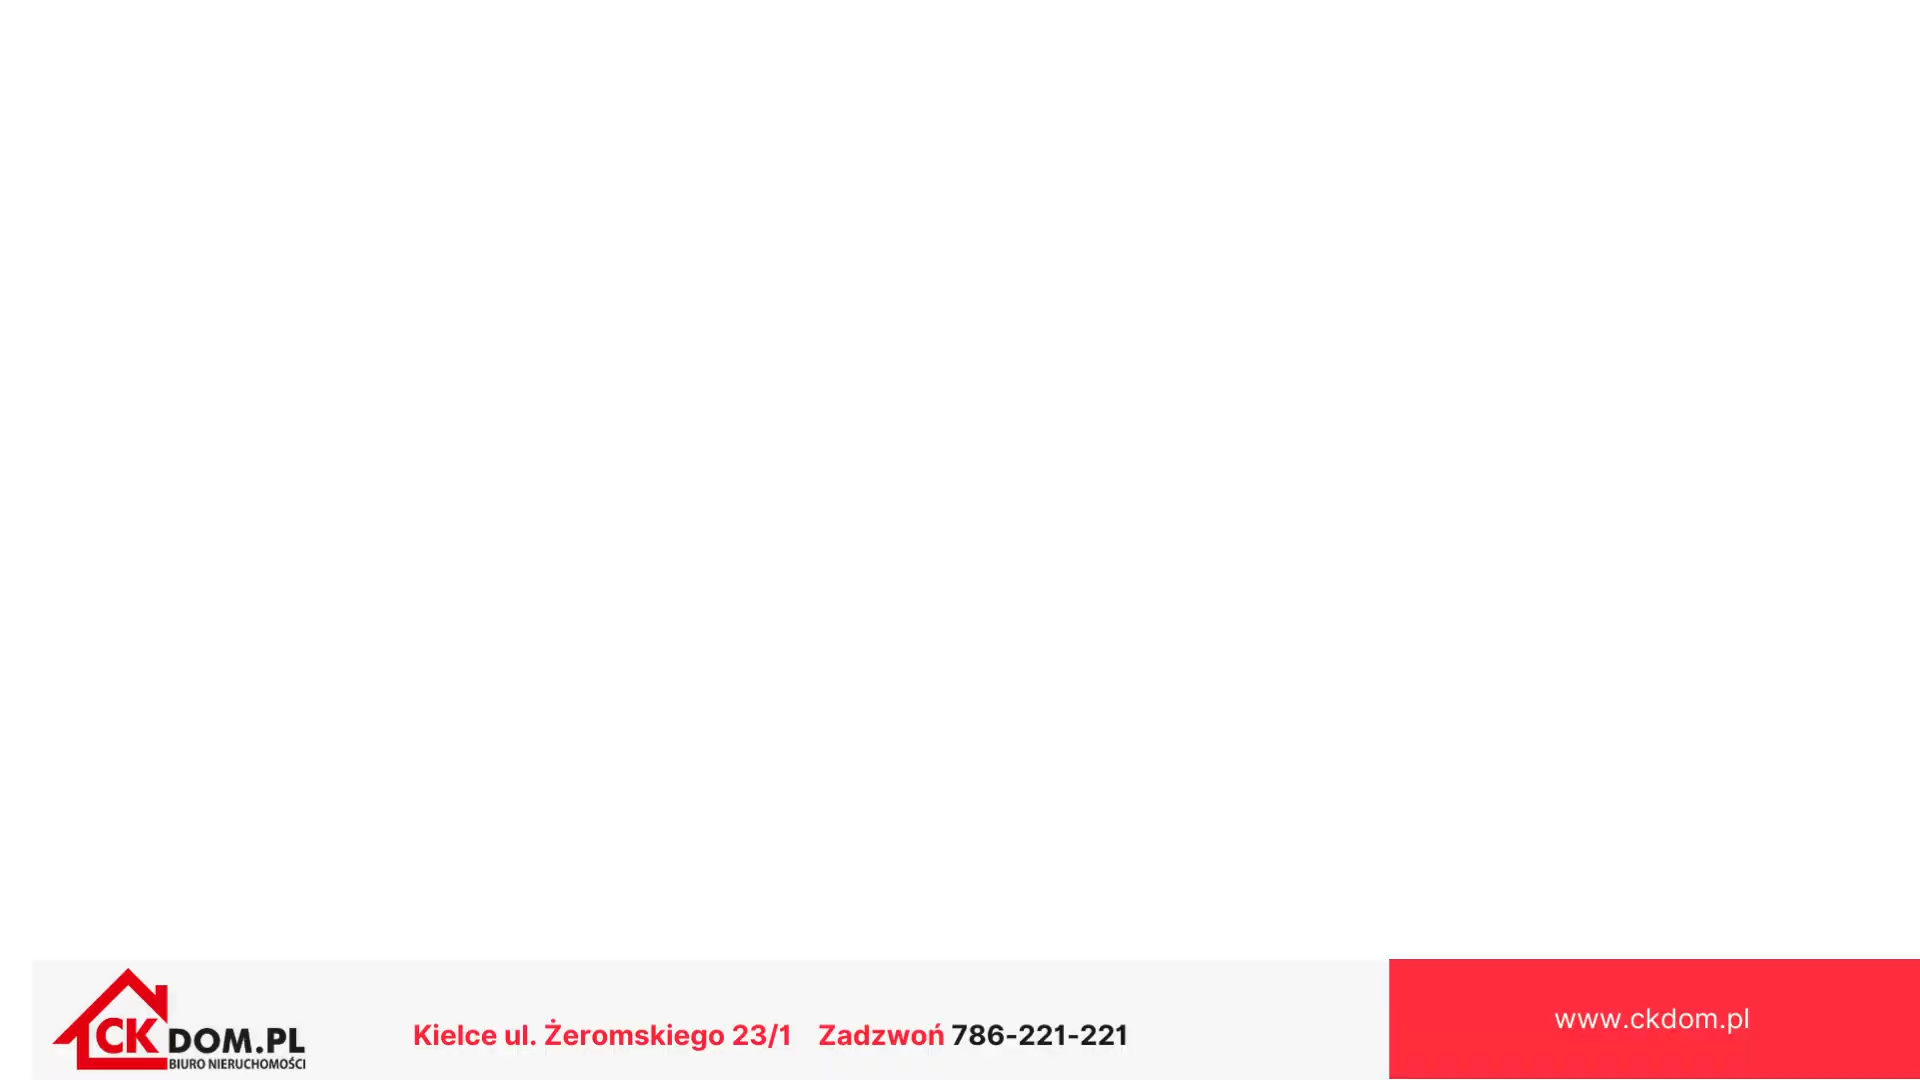 CK DOM.PL
BIURO NIERUCHOMOŚCI
Kielce ul. Żeromskiego 23/1 Zadzwoń 786-221-221
www.ckdom.pl